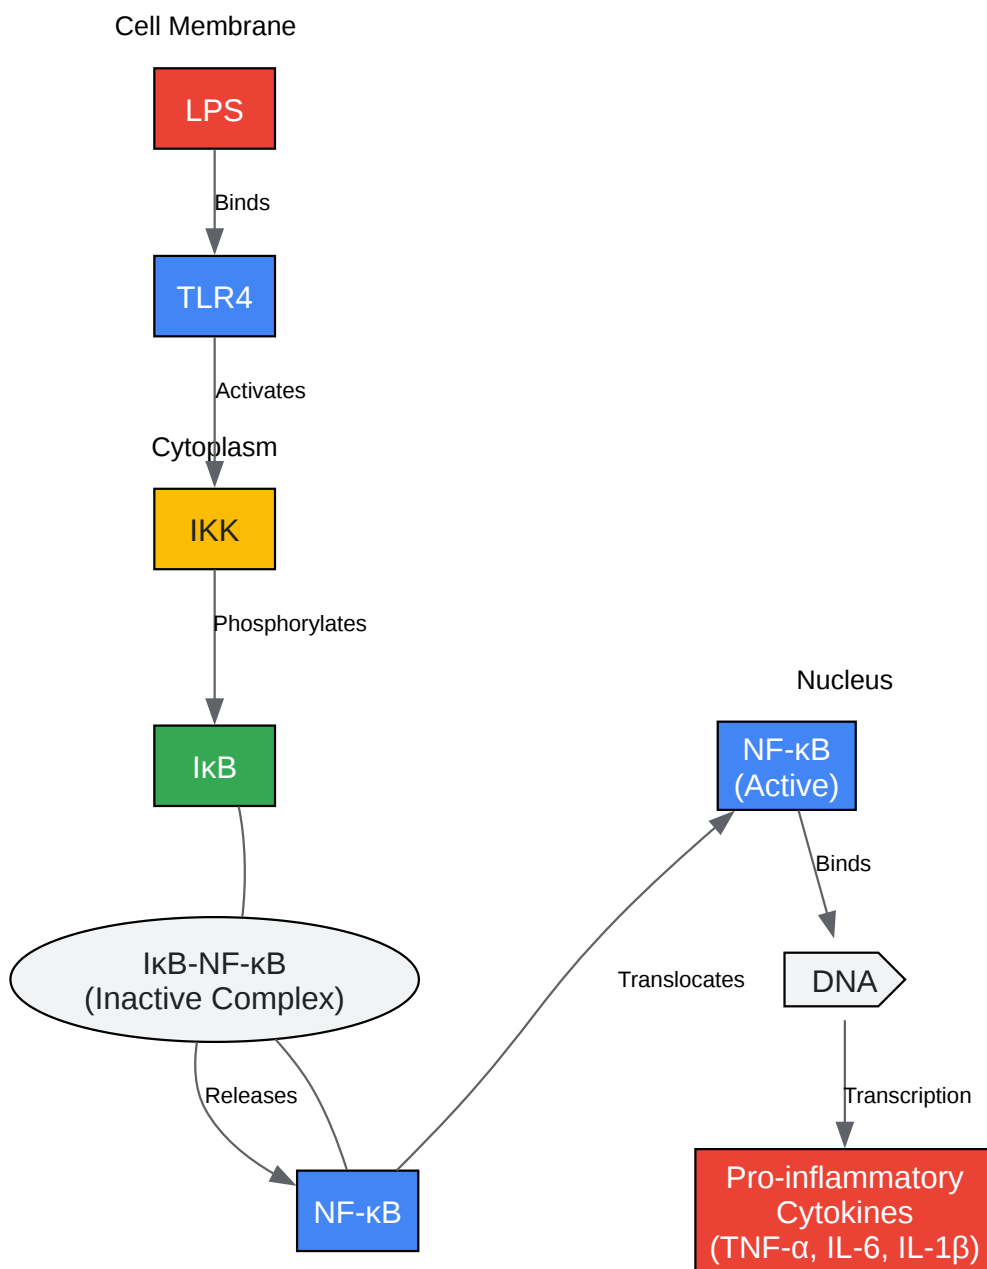 Cell Membrane
LPS
Binds
TLR4
Activates
Cytoplasm
IKK
Phosphorylates
IκB
IκB-NF-κB
(Inactive Complex)
Releases
NF-κB
Translocates
Nucleus
NF-κB
(Active)
Binds
DNA
Transcription
Pro-inflammatory
Cytokines
(TNF-α, IL-6, IL-1β)